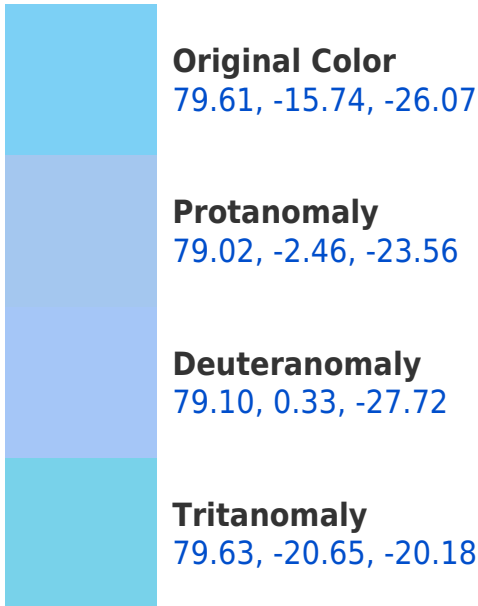 Original Color
79.61, -15.74, -26.07
Protanomaly
79.02, -2.46, -23.56
Deuteranomaly
79.10, 0.33, -27.72
Tritanomaly
79.63, -20.65, -20.18